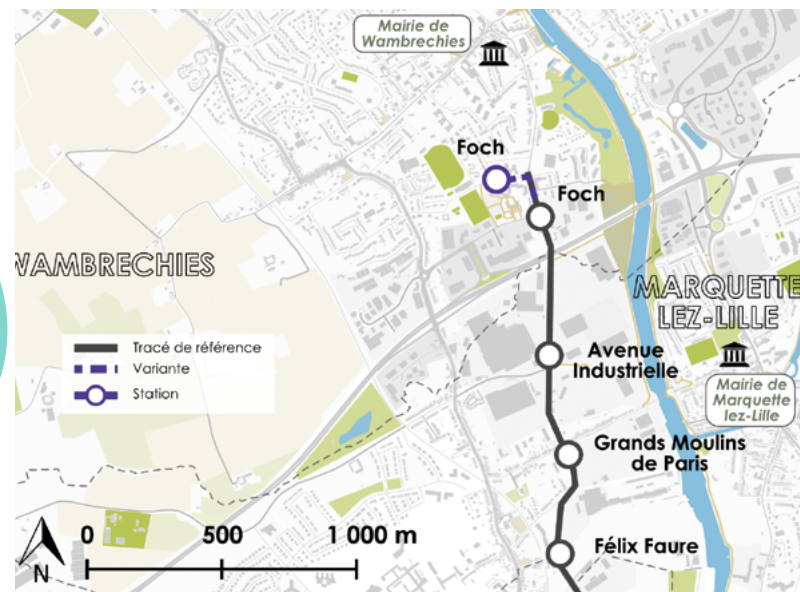 Mairie de
Wambrechies
Foch
Foch
WAMBRECHIES
MARQUETTE
LEZ-LILLE
Tracé de référence
Variante
Station
Avenue
Industrielle
Mairie de
Marquette
lez-Lille
Grands Moulins
de Paris
Félix Faure
0 500 1 000 m
N